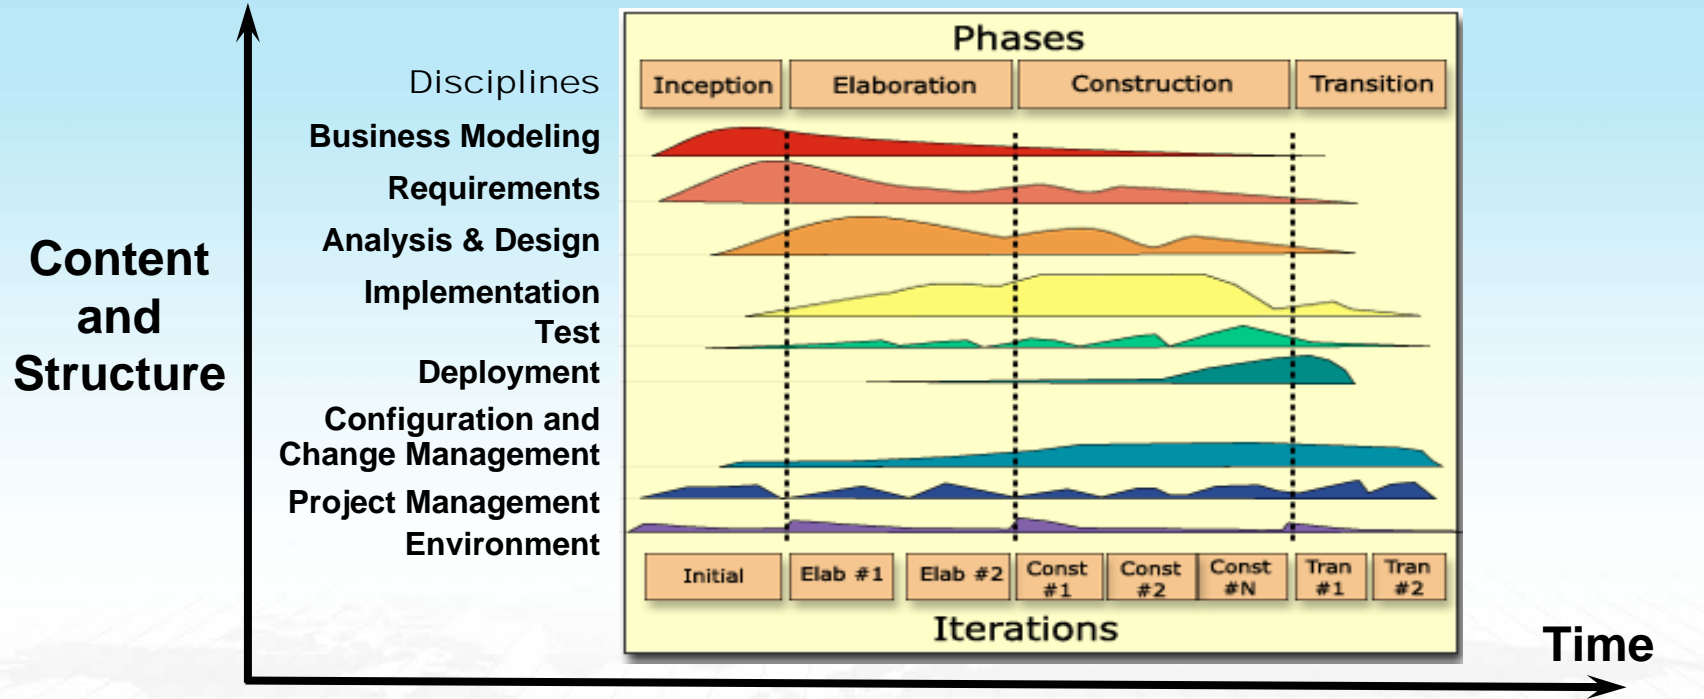 Phases
Disciplines
Inception Elaboration Construction Transition
Business Modeling
Requirements
Analysis & Design
Implementation
Test
Deployment
Configuration and
Change Management
Project Management
Environment
Content
and
Structure
Initial
Elab #1
Elab #2
Const
#1
Const
#2
Const
#N
Tran
#1
Tran
#2
Iterations
Time